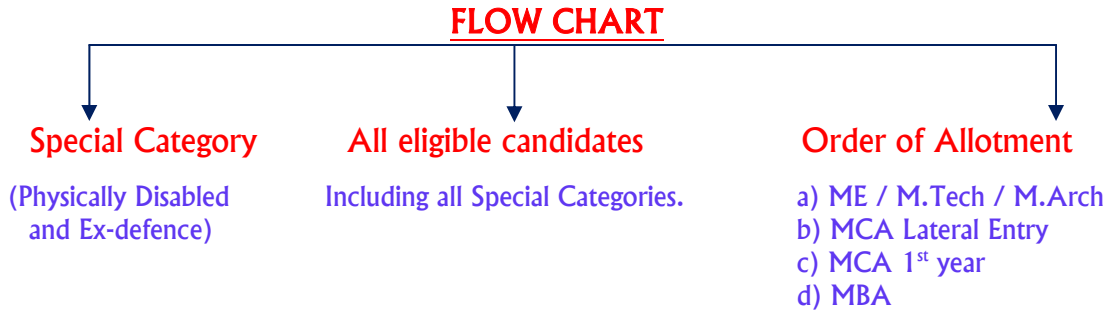 FLOW CHART
Special Category
(Physically Disabled
and Ex-defence)
All eligible candidates
Including all Special Categories.
Order of Allotment
a) ME / M.Tech / M.Arch
b) MCA Lateral Entry
c) MCA 1st year
d) MBA